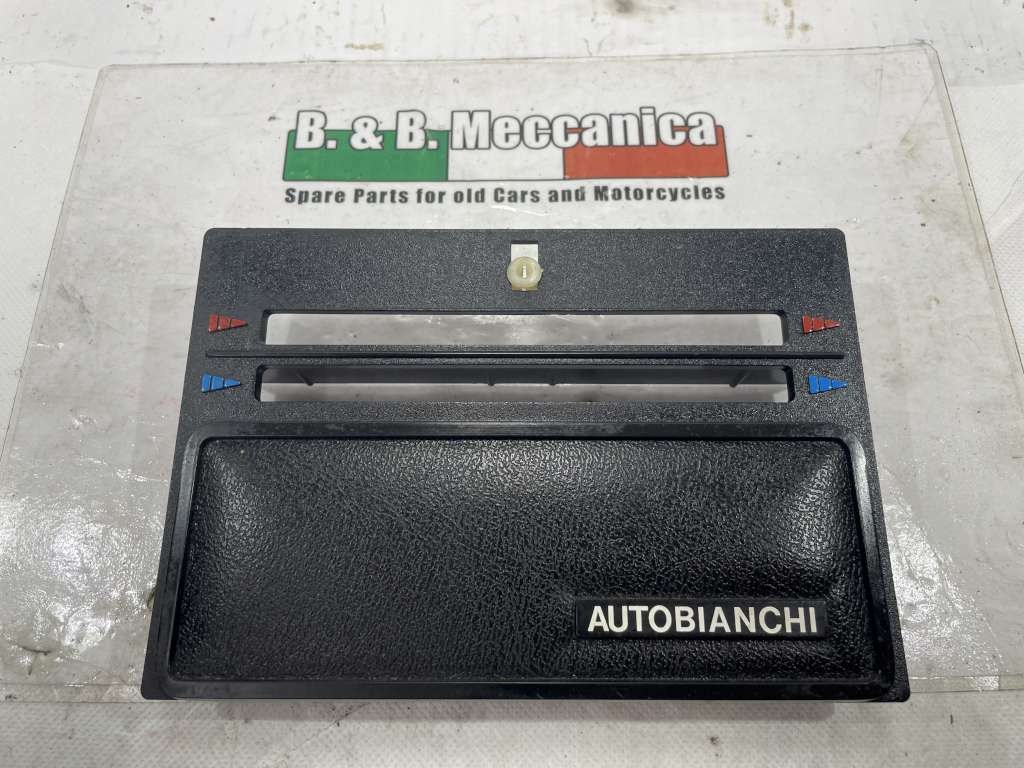 B. & B. Meccanica
Spare Parts for old Cars and Motorcycles
AUTOBIANCHI